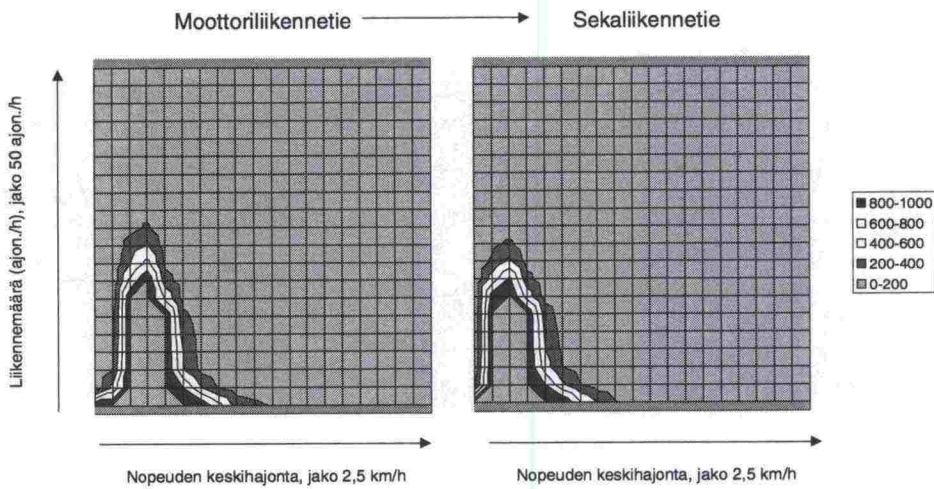 Moottoriliikennetie
Sekaliikennetie
Liikennemäärä (ajon./h), jako 50 ajon./h
800-1000
600-800
400-600
200-400
0-200
Nopeuden keskihajonta, jako 2,5 km/h
Nopeuden keskihajonta, jako 2,5 km/h